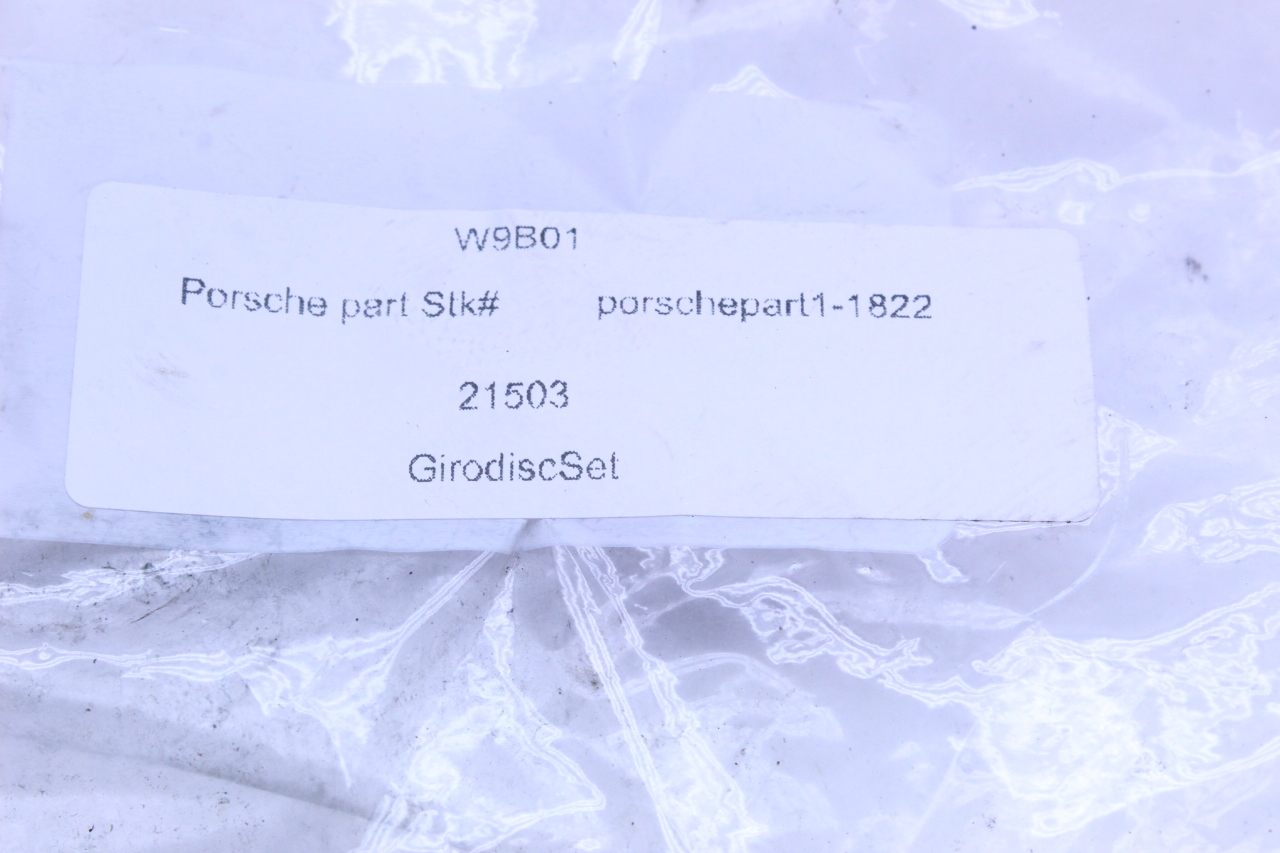 W9B01
Porsche part Stk# porschepart1-1822
21503
GirodiscSet